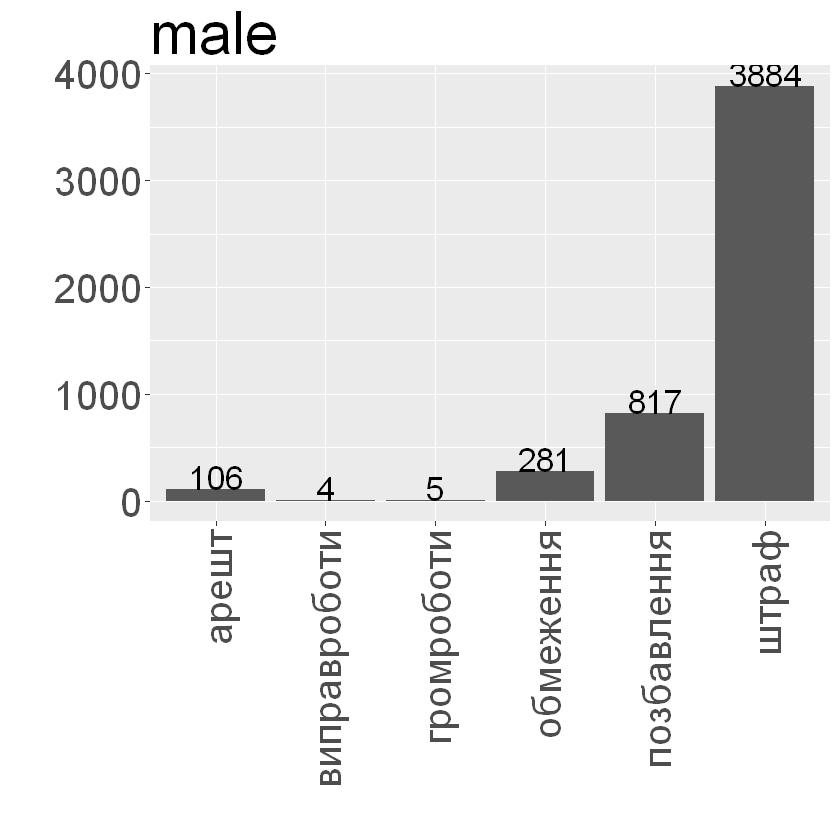 male
4000
3000
2000
1000
0
106
4
5
281
817
3884
арешт
виправроботи
громроботи
обмеження
позбавлення
штраф